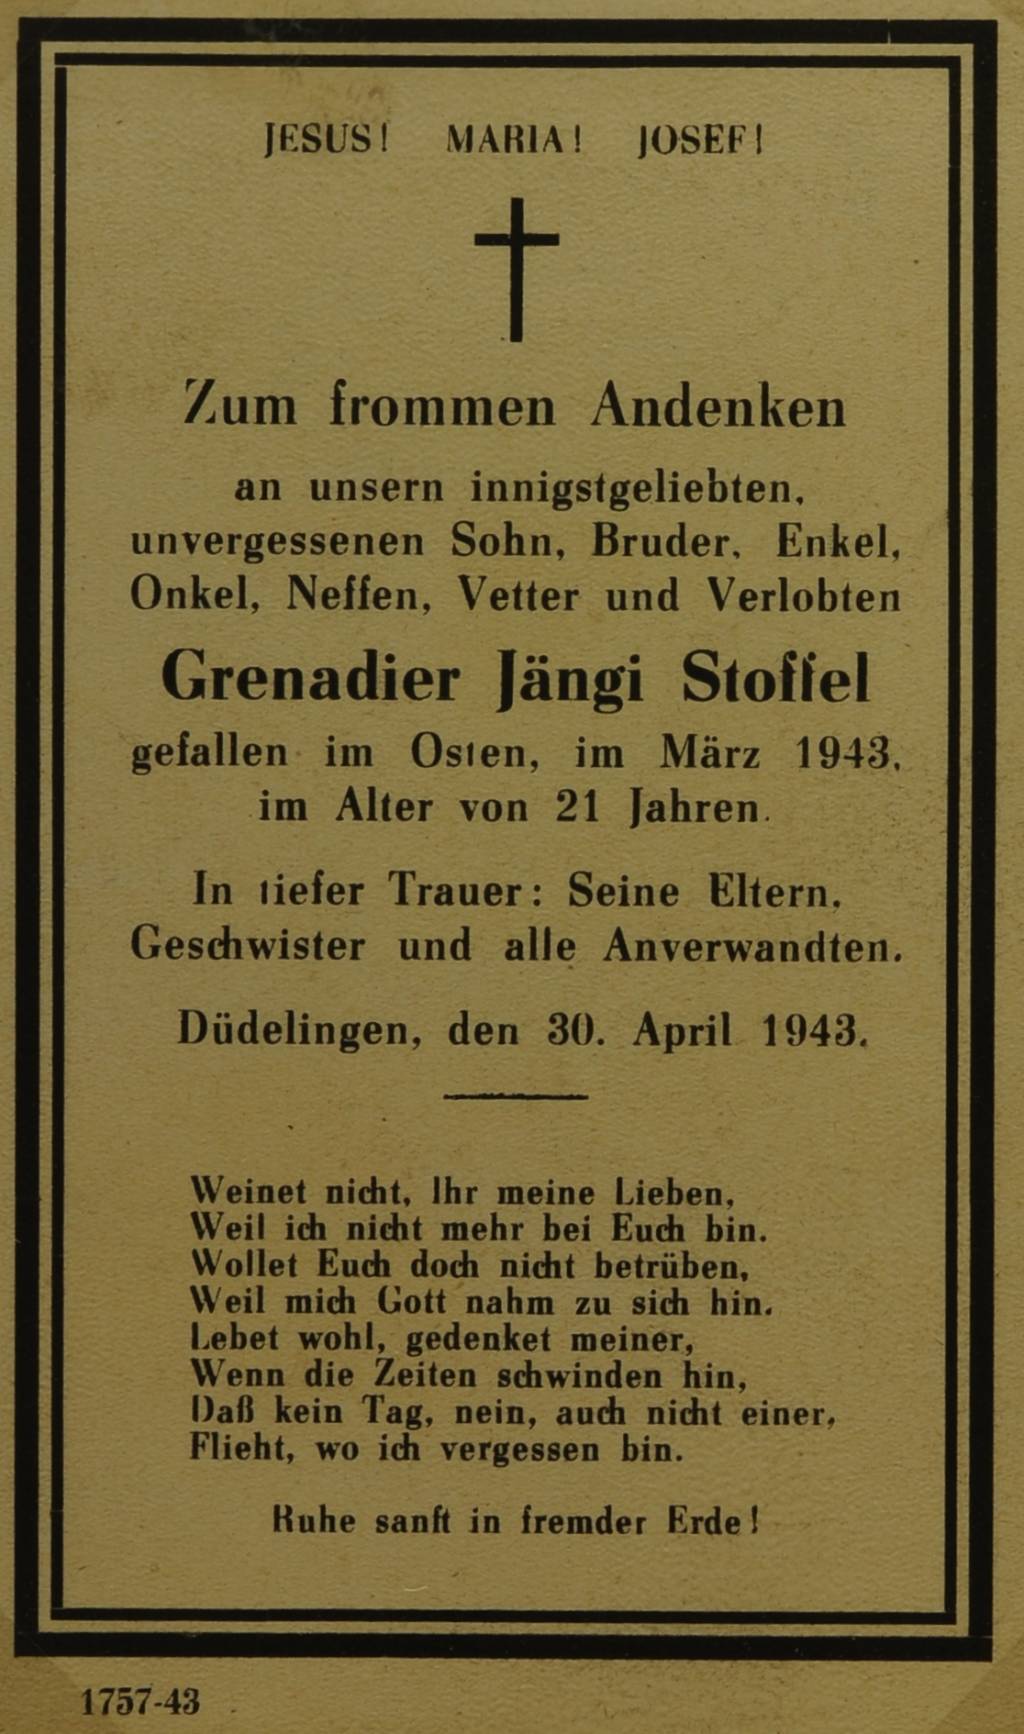 JESUS! MARIA! JOSEF!
Zum frommen Andenken
an unsern innigstgeliebten,
unvergessenen Sohn, Bruder, Enkel,
Onkel, Neffen, Vetter und Verlobten
Grenadier Jängi Stoffel
gefallen im Osten, im März 1943,
im Alter von 21 Jahren.
In tiefer Trauer: Seine Eltern,
Geschwister und alle Anverwandten.
Düdelingen, den 30. April 1943.
Weinet nicht, Ihr meine Lieben,
Weil ich nicht mehr bei Euch bin.
Wollet Euch doch nicht betrüben,
Weil mich Gott nahm zu sich hin.
Lebet wohl, gedenket meiner,
Wenn die Zeiten schwinden hin,
Daß kein Tag, nein, auch nicht einer,
Flieht, wo ich vergessen bin.
Ruhe sanft in fremder Erde!
1757-43